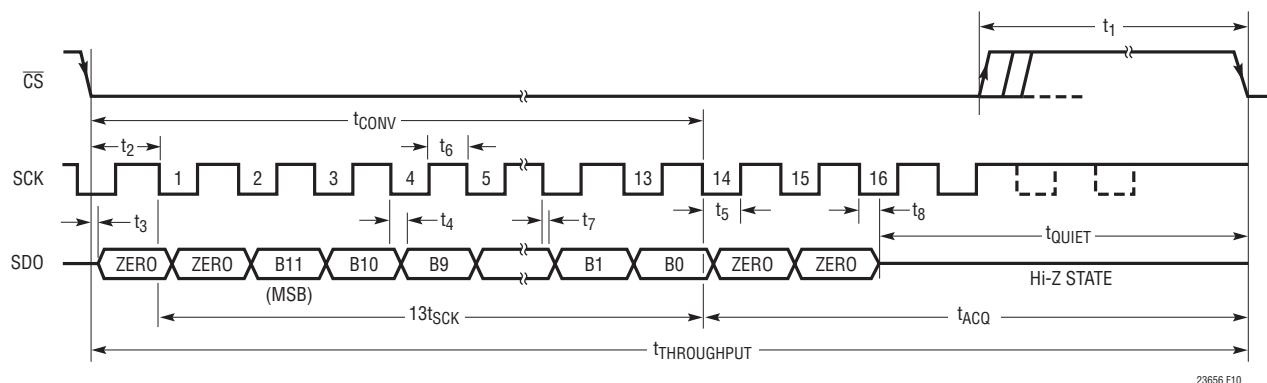 t1
CS
tCONV
t2
t6
SCK
1 2 3 4 5 13 14 15 16
t3 t4 t7 t5 t8
tQUIET
SDO ZERO ZERO B11 B10 B9 B1 B0 ZERO ZERO
(MSB)
Hi-Z STATE
13tSCK
tACQ
tTHROUGHPUT
23656 F10